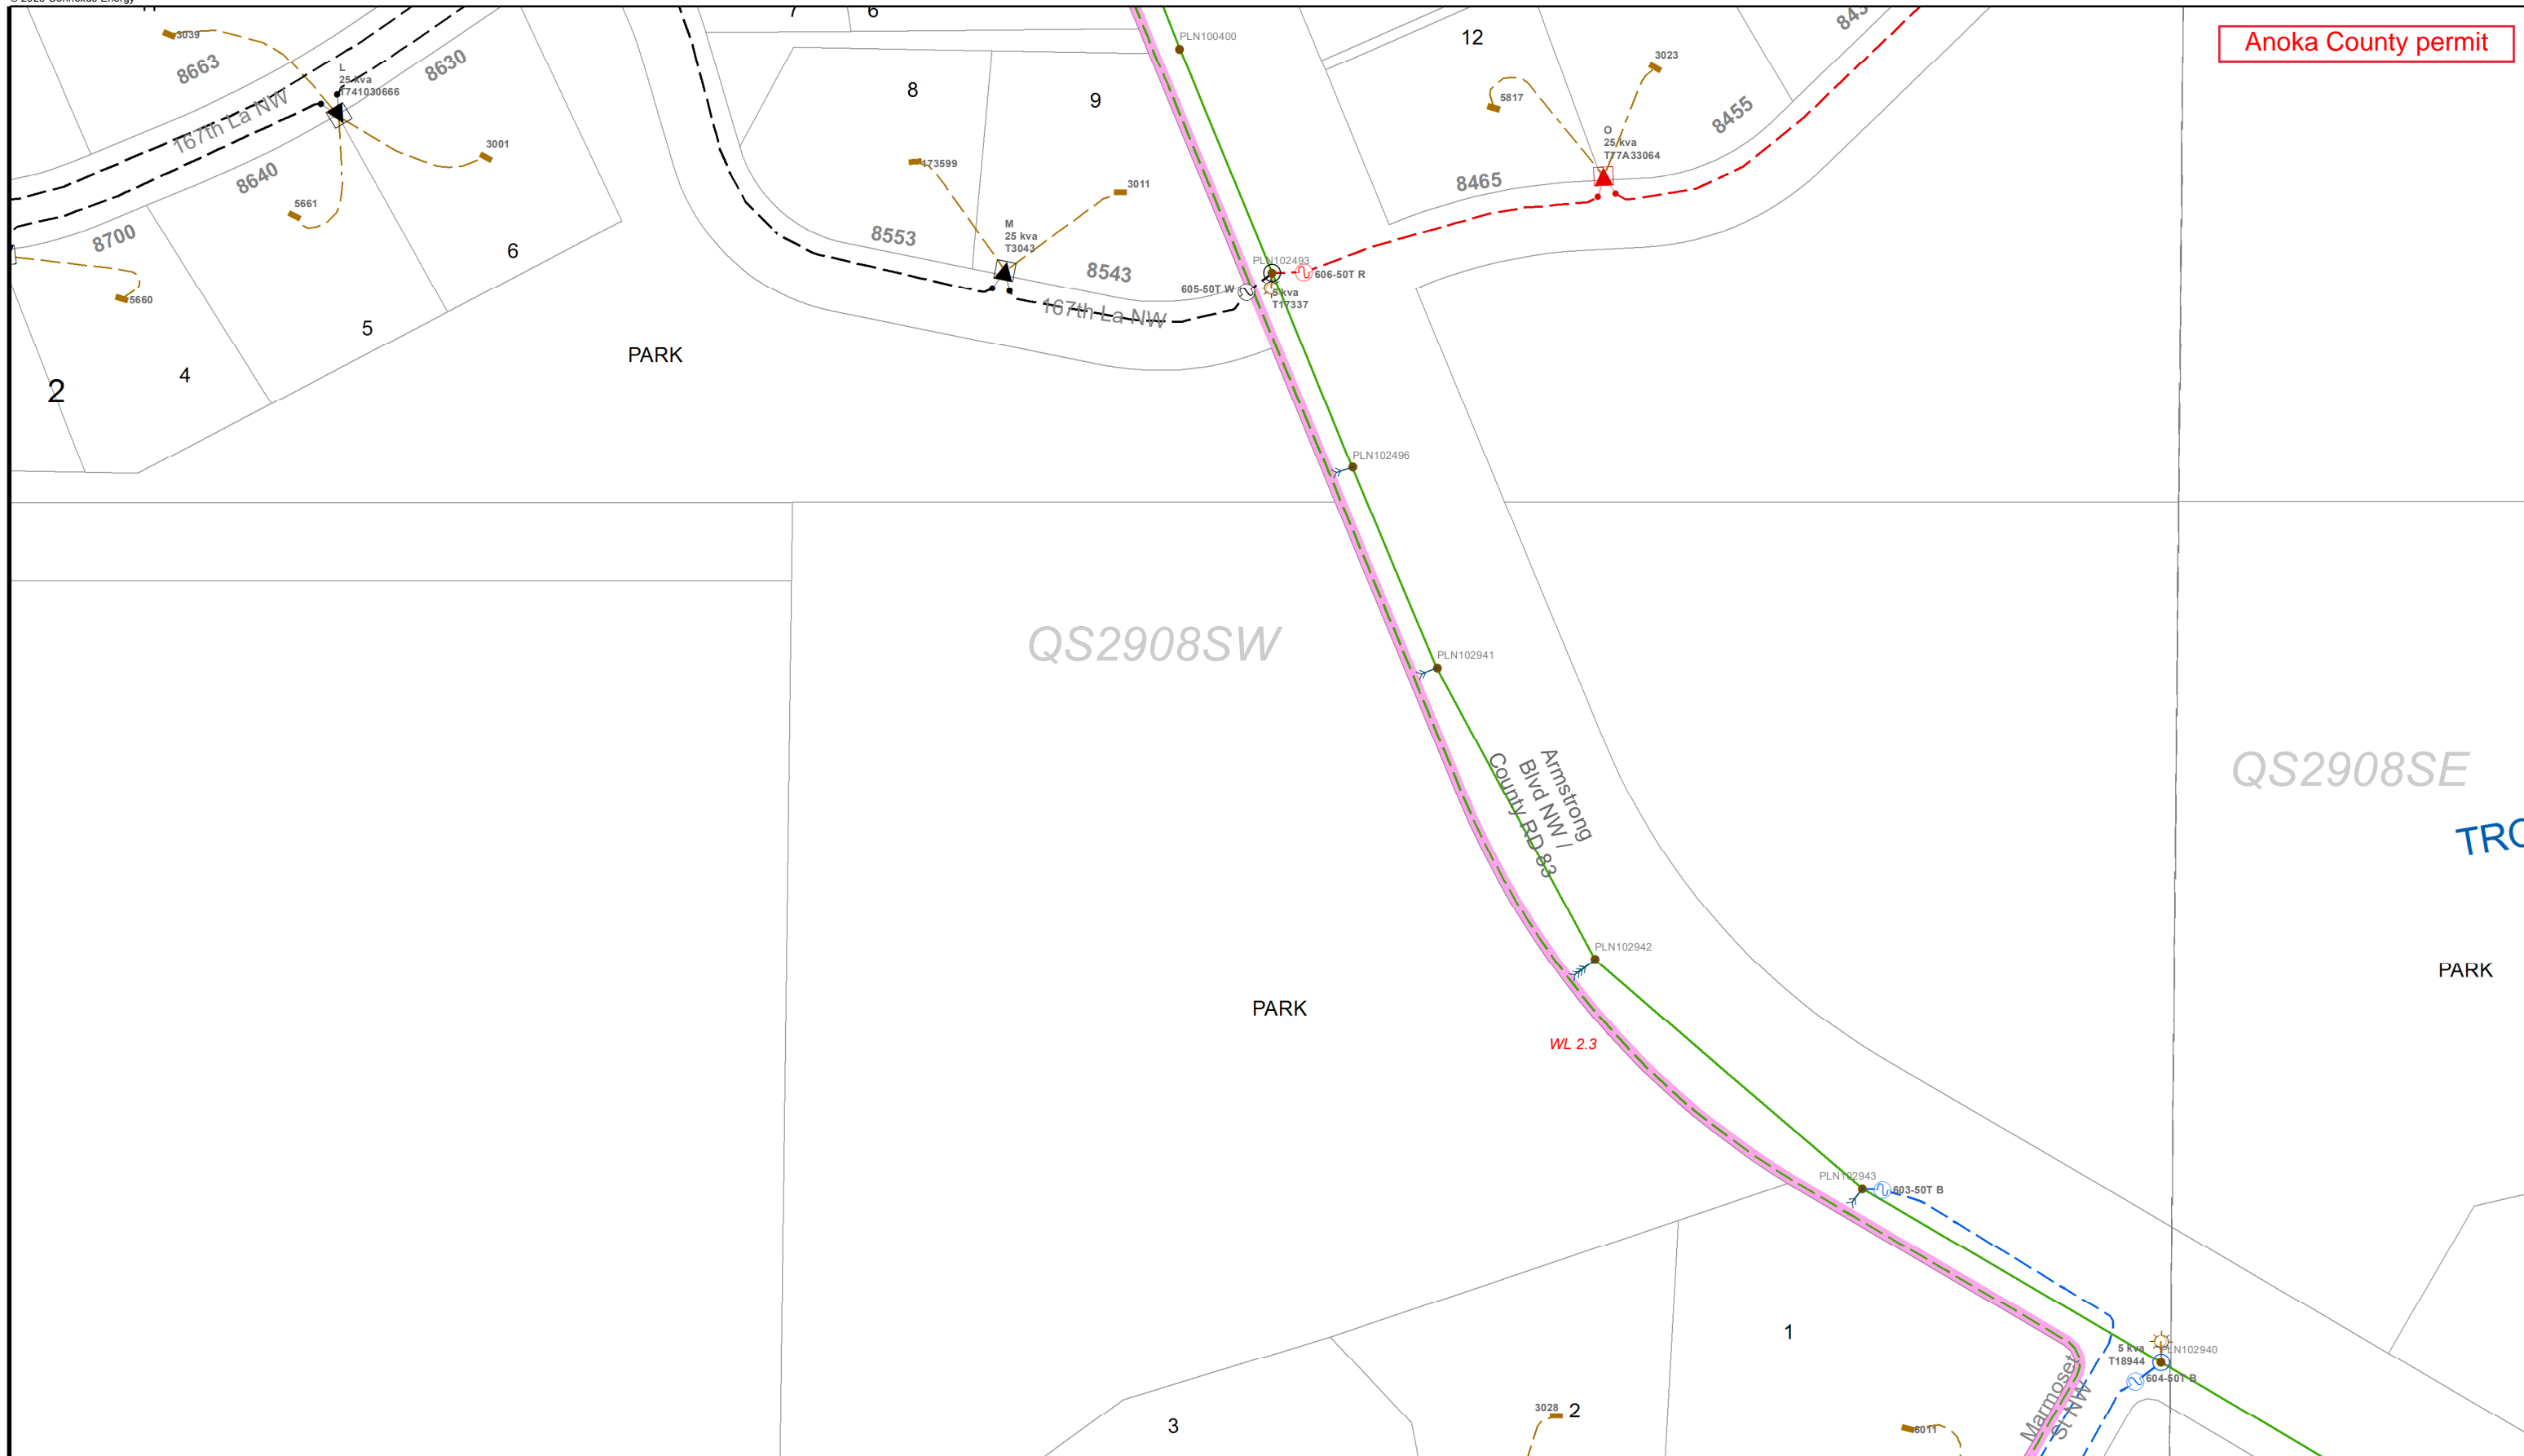 7
6
12
Anoka County permit
PLN100400
3039
8663
8630
L
25 kva
T741030666
167th La NW
8640
3001
5661
8700
6
5660
5
4
2
8
9
173599
3011
M
25 kva
T3043
8553
8543
167th La NW
PARK
3023
5817
O
25 kva
T77A33064
8455
8465
PLN102493
606-50T R
605-50T W
5 kva
T17337
PLN102496
PLN102941
QS2908SW
QS2908SE
Armstrong
Blvd NW /
County RD 83
PLN102942
PARK
PARK
WL 2.3
PLN102943
603-50T B
1
5 kva
T18944
PLN102940
604-50T B
Marmoset
St NW
3028
2
3